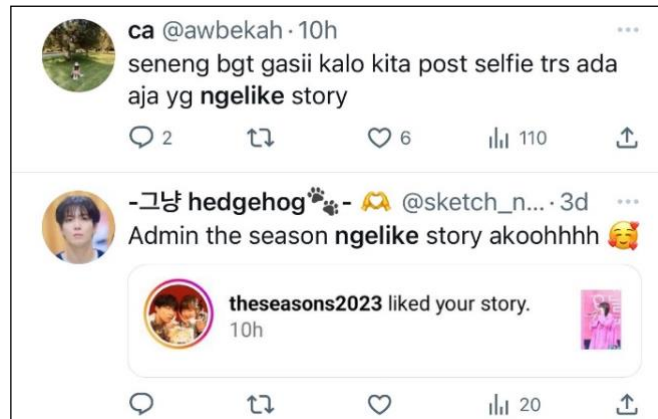 ca @awbekah · 10h
seneng bgt gasii kalo kita post selfie trs ada
aja yg ngelike story
2 6 110
-그냥 hedgehog🐾- 🫶 @sketch_n... · 3d
Admin the season ngelike story akoohhhh 🥰
theseasons2023 liked your story.
10h
20